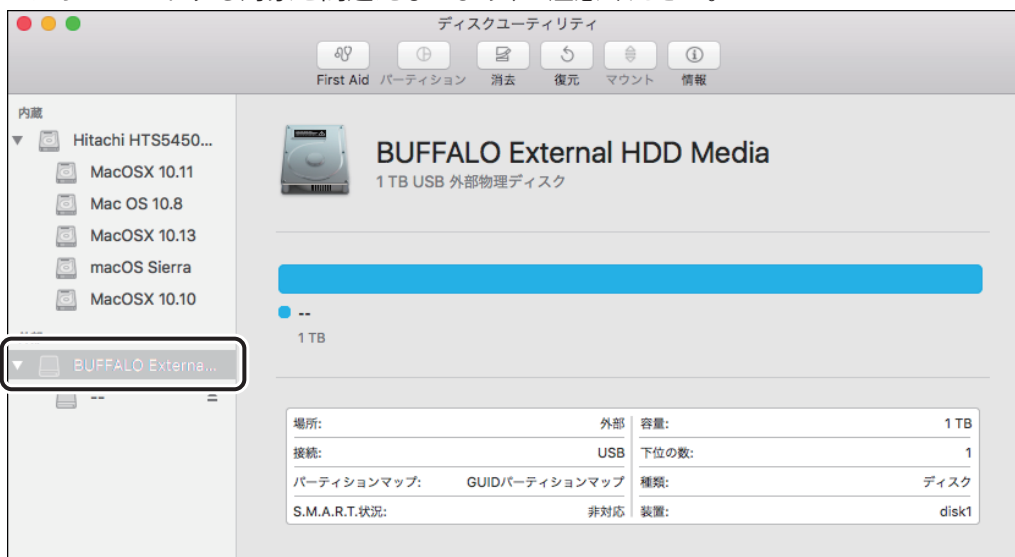 ディスクユーティリティ
First Aid パーティション 消去 復元 マウント 情報
内蔵
Hitachi HTS5450...
MacOSX 10.11
Mac OS 10.8
MacOSX 10.13
macOS Sierra
MacOSX 10.10
BUFFALO Externa...
--
BUFFALO External HDD Media
1 TB USB 外部物理ディスク
--
1 TB
場所: 外部 容量: 1 TB
接続: USB 下位の数: 1
パーティションマップ: GUIDパーティションマップ 種類: ディスク
S.M.A.R.T.状況: 非対応 装置: disk1